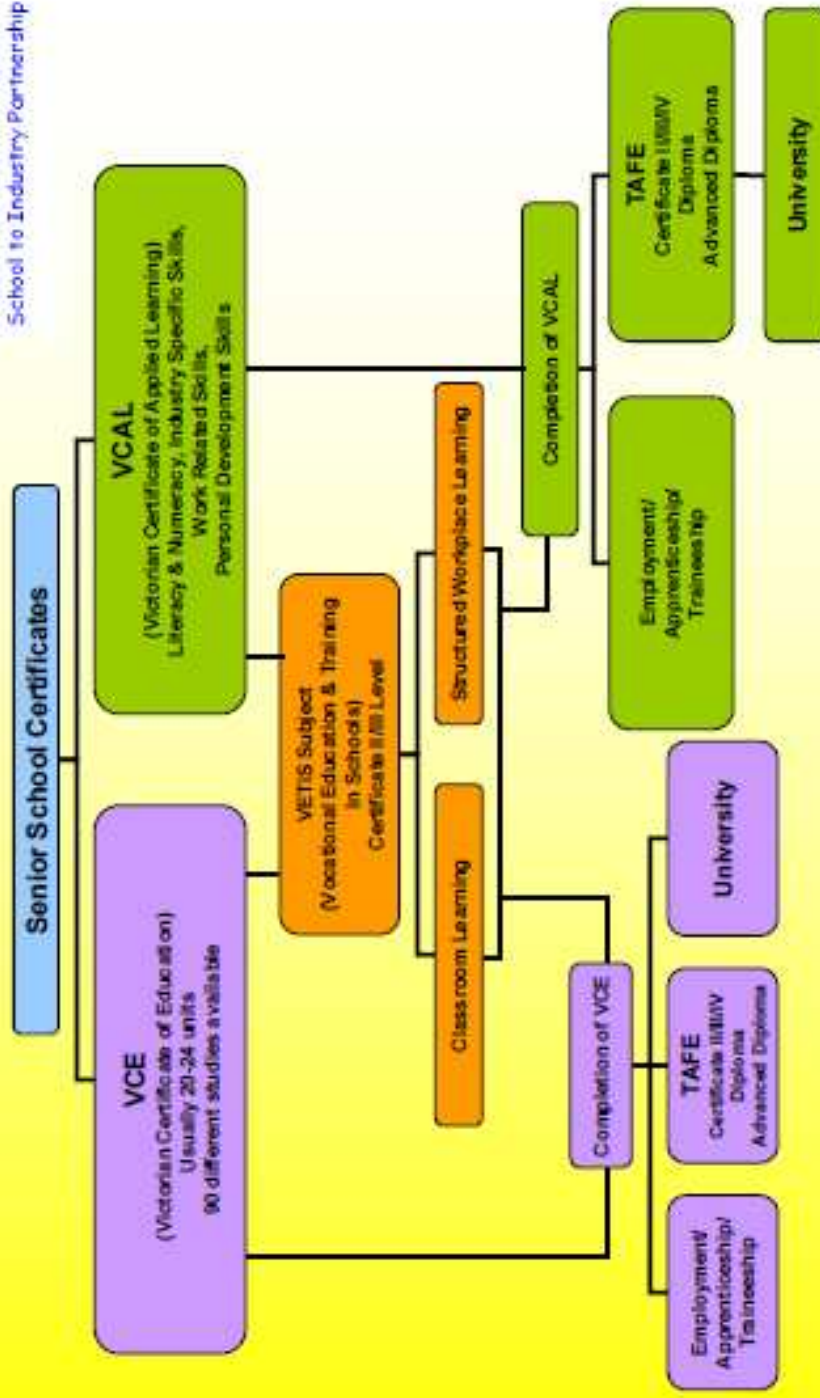 School to Industry Partnership
Senior School Certificates
VCE
(Victorian Certificate of Education)
Usually 20-24 units
90 different studies available
VCAL
(Victorian Certificate of Applied Learning)
Literacy & Numeracy, Industry Specific Skills,
Work Related Skills,
Personal Development Skills
VETiS Subject
(Vocational Education & Training
in Schools)
Certificate II/III Level
Classroom Learning
Structured Workplace Learning
Completion of VCE
Completion of VCAL
Employment/
Apprenticeship/
Traineeship
TAFE
Certificate II/III/IV
Diploma
Advanced Diploma
University
Employment/
Apprenticeship/
Traineeship
TAFE
Certificate II/III/IV
Diploma
Advanced Diploma
University